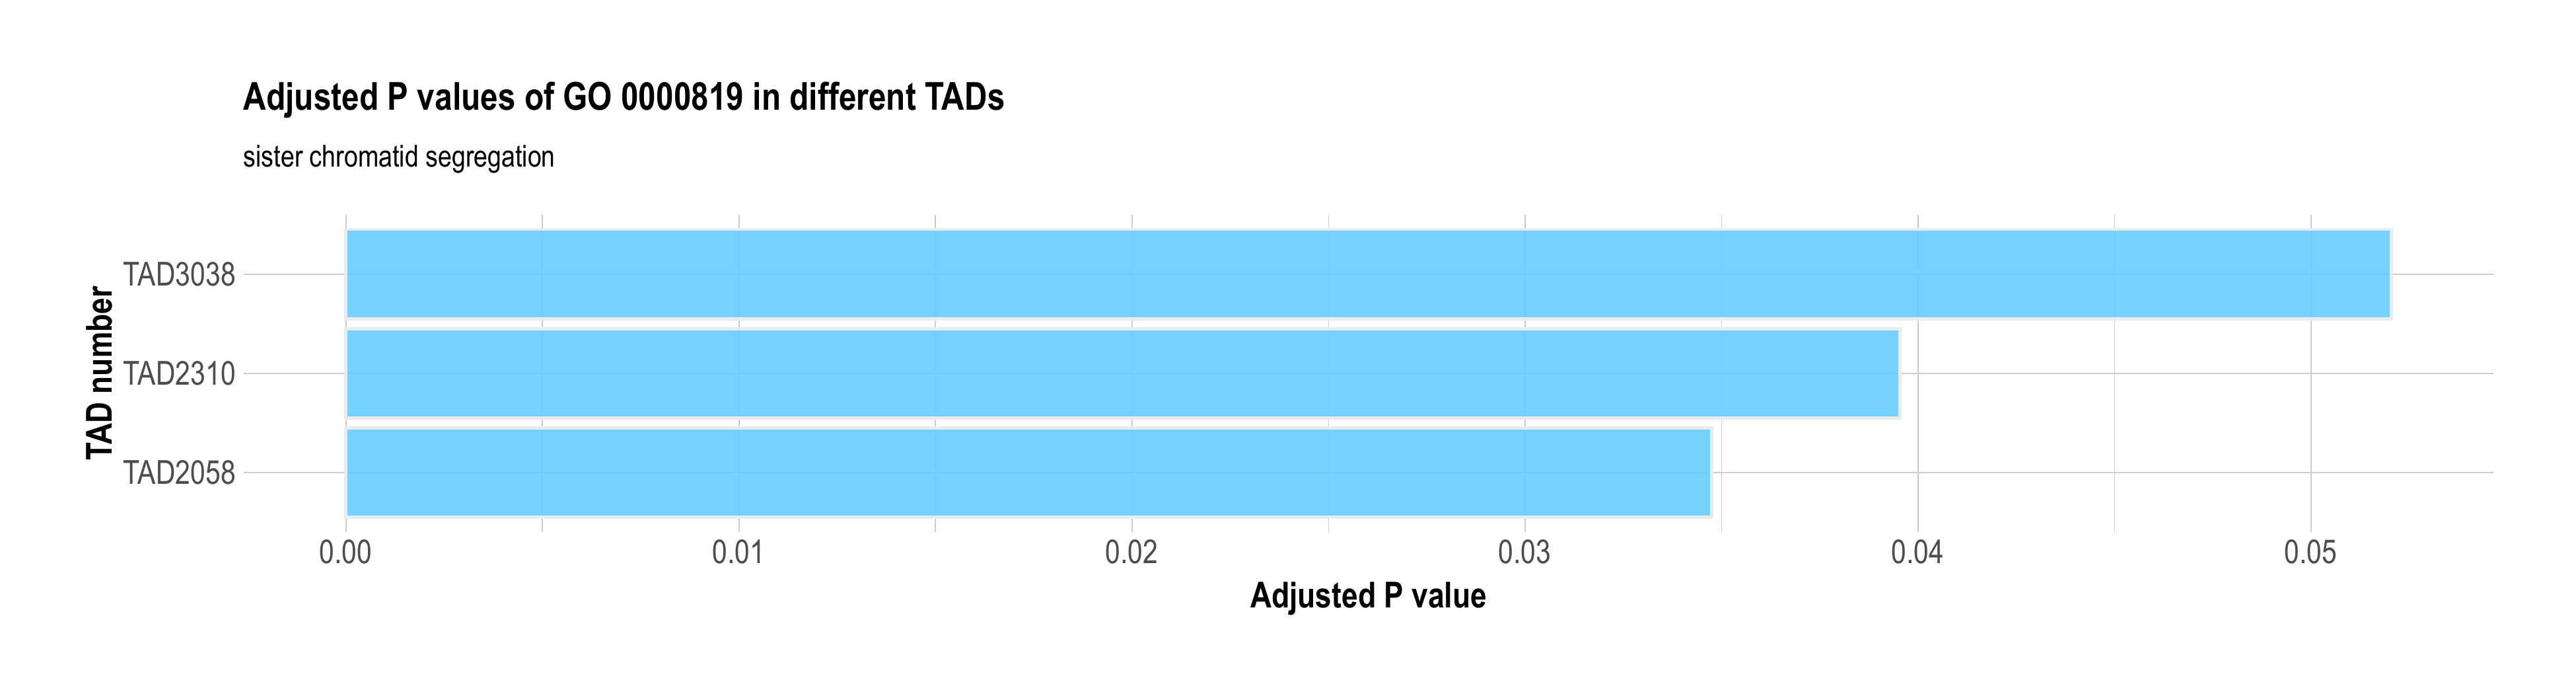 Adjusted P values of GO 0000819 in different TADs
sister chromatid segregation
TAD number
TAD3038
TAD2310
TAD2058
0.00 0.01 0.02 0.03 0.04 0.05
Adjusted P value